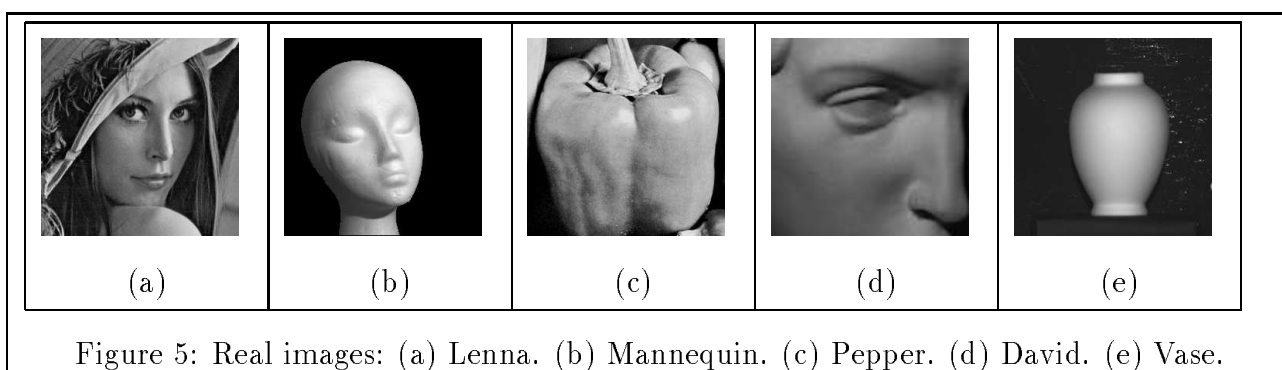 (a) (b) (c) (d) (e)
Figure 5: Real images: (a) Lenna. (b) Mannequin. (c) Pepper. (d) David. (e) Vase.